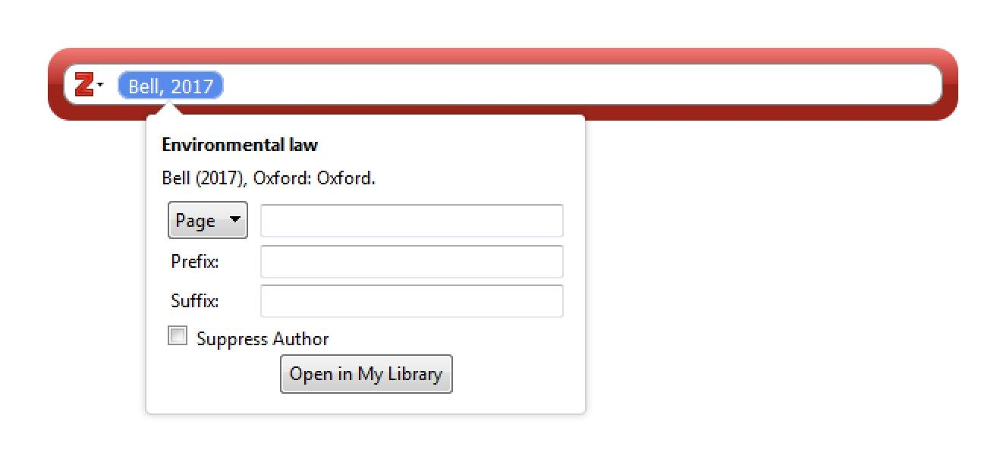 Z Bell, 2017
Environmental law
Bell (2017), Oxford: Oxford.
Page
Prefix:
Suffix:
Suppress Author
Open in My Library